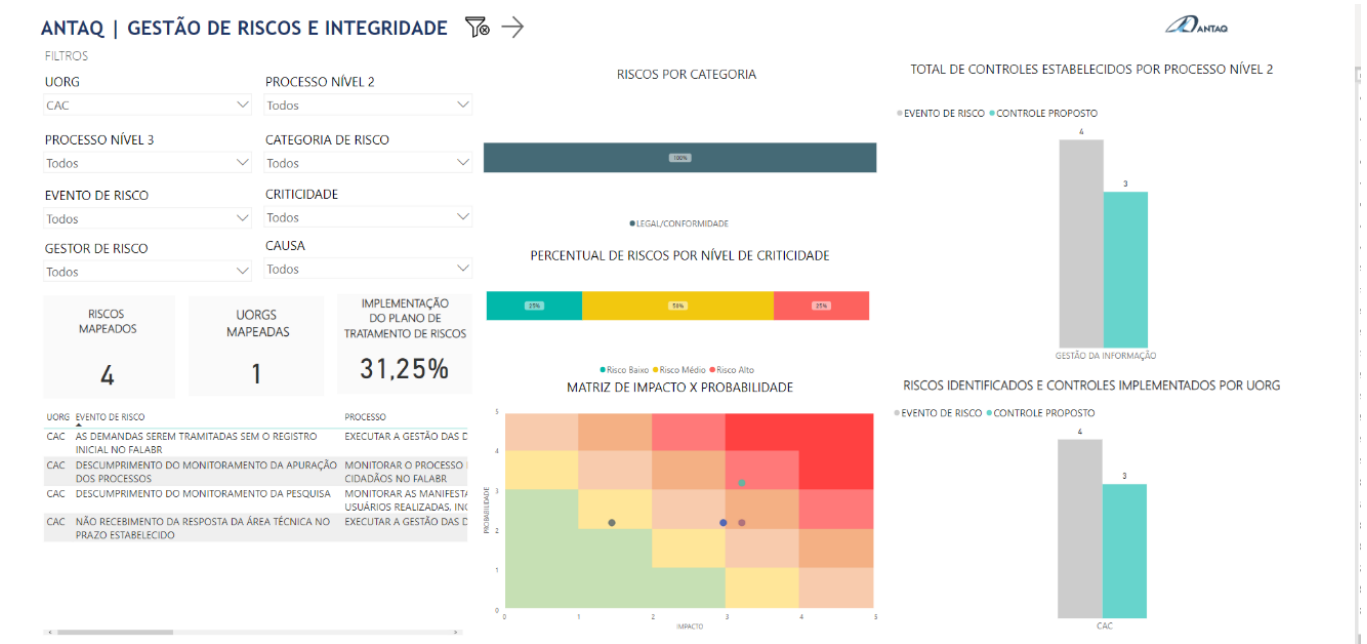 ANTAQ | GESTÃO DE RISCOS E INTEGRIDADE
ANTAQ
FILTROS
UORG
CAC
PROCESSO NÍVEL 2
Todos
PROCESSO NÍVEL 3
Todos
CATEGORIA DE RISCO
Todos
EVENTO DE RISCO
Todos
CRITICIDADE
Todos
GESTOR DE RISCO
Todos
CAUSA
Todos
RISCOS
MAPEADOS
4
UORGS
MAPEADAS
1
IMPLEMENTAÇÃO
DO PLANO DE
TRATAMENTO DE RISCOS
31,25%
UORG EVENTO DE RISCO PROCESSO
CAC AS DEMANDAS SEREM TRAMITADAS SEM O REGISTRO EXECUTAR A GESTÃO DAS D
INICIAL NO FALABR
CAC DESCUMPRIMENTO DO MONITORAMENTO DA APURAÇÃO MONITORAR O PROCESSO
DOS PROCESSOS CIDADÃOS NO FALABR
CAC DESCUMPRIMENTO DO MONITORAMENTO DA PESQUISA MONITORAR AS MANIFEST
USUÁRIOS REALIZADAS, IN
CAC NÃO RECEBIMENTO DA RESPOSTA DA ÁREA TÉCNICA NO EXECUTAR A GESTÃO DAS D
PRAZO ESTABELECIDO
RISCOS POR CATEGORIA
100%
LEGAL/CONFORMIDADE
PERCENTUAL DE RISCOS POR NÍVEL DE CRITICIDADE
25% 50% 25%
Risco Baixo Risco Médio Risco Alto
MATRIZ DE IMPACTO X PROBABILIDADE
PROBABILIDADE
5
4
3
2
1
0
0 1 2 3 4 5
IMPACTO
TOTAL DE CONTROLES ESTABELECIDOS POR PROCESSO NÍVEL 2
EVENTO DE RISCO CONTROLE PROPOSTO
4
3
GESTÃO DA INFORMAÇÃO
RISCOS IDENTIFICADOS E CONTROLES IMPLEMENTADOS POR UORG
EVENTO DE RISCO CONTROLE PROPOSTO
4
3
CAC